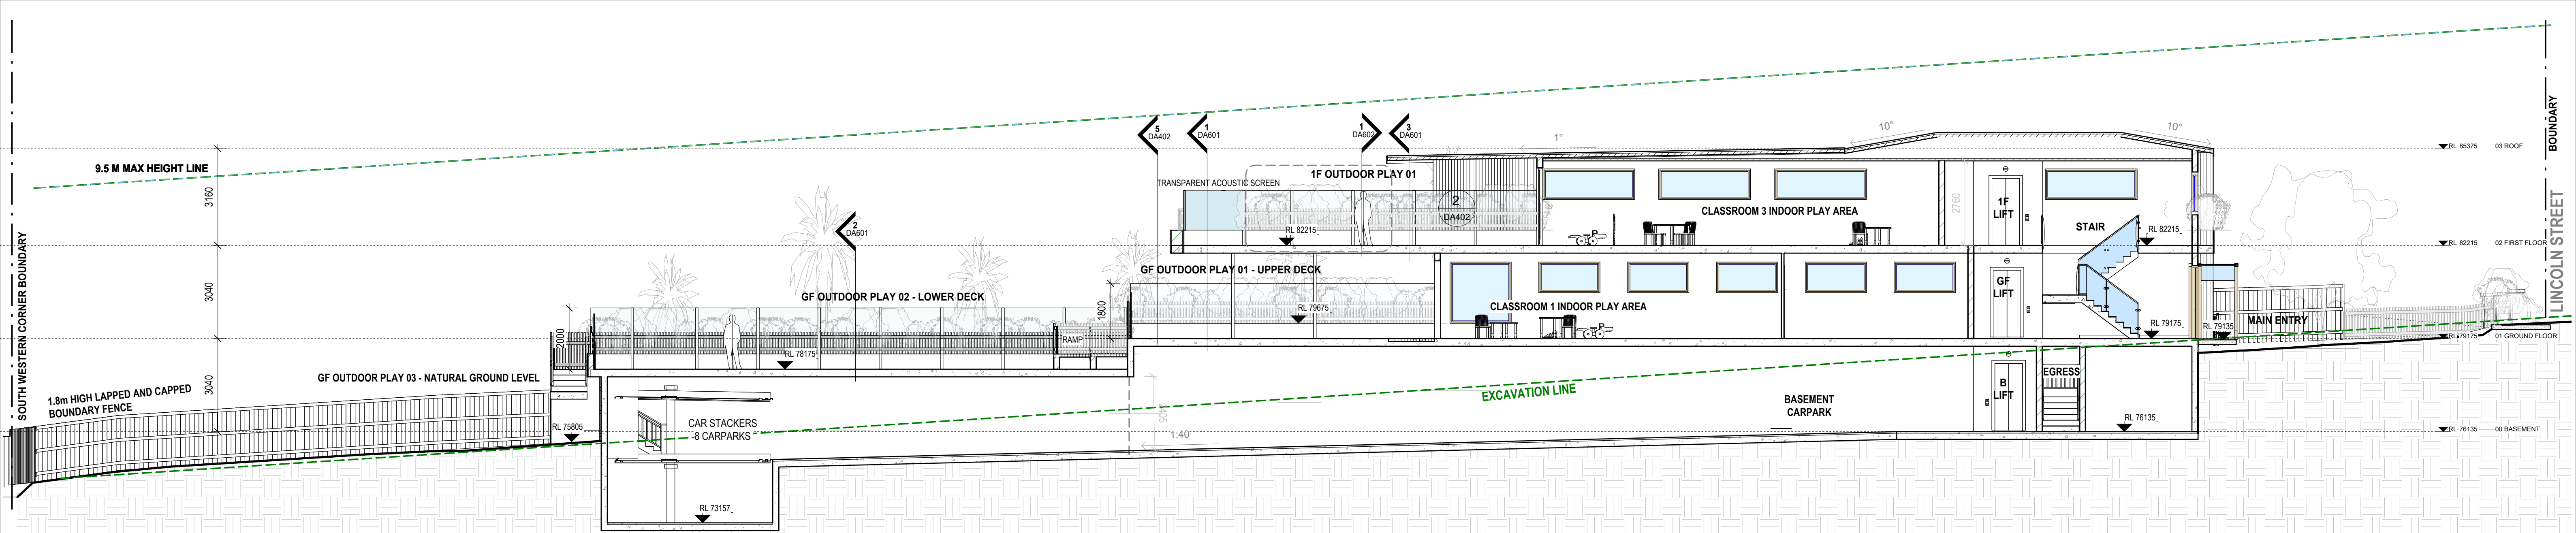 SOUTH WESTERN CORNER BOUNDARY
9.5 M MAX HEIGHT LINE
3160
3040
3040
1.8m HIGH LAPPED AND CAPPED
BOUNDARY FENCE
GF OUTDOOR PLAY 03 - NATURAL GROUND LEVEL
2000
RL 75805
GF OUTDOOR PLAY 02 - LOWER DECK
2
DA601
RL 78175
RAMP
1800
CAR STACKERS
-8 CARPARKS
RL 73157
3405
1:40
5
DA402
1
DA601
1
DA602
3
DA601
1°
10°
10°
TRANSPARENT ACOUSTIC SCREEN
1F OUTDOOR PLAY 01
2
DA402
RL 82215
GF OUTDOOR PLAY 01 - UPPER DECK
RL 79675
CLASSROOM 3 INDOOR PLAY AREA
2760
1F
LIFT
STAIR
RL 82215
CLASSROOM 1 INDOOR PLAY AREA
GF
LIFT
RL 79175
RL 79135
MAIN ENTRY
EXCAVATION LINE
BASEMENT
CARPARK
B
LIFT
EGRESS
RL 76135
RL 85375 03 ROOF
RL 82215 02 FIRST FLOOR
RL 79175 01 GROUND FLOOR
RL 76135 00 BASEMENT
BOUNDARY
LINCOLN STREET